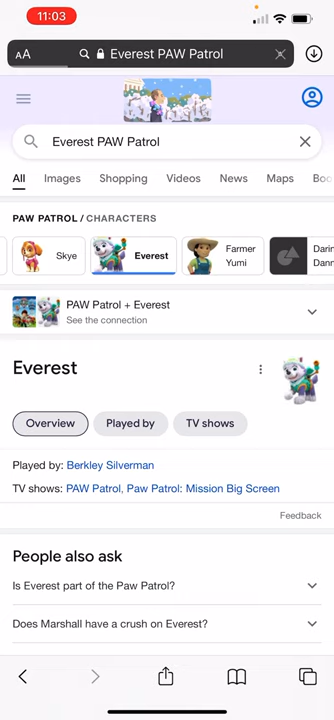 11:03
AA Everest PAW Patrol
Everest PAW Patrol
All Images Shopping Videos News Maps Boo
PAW PATROL / CHARACTERS
Skye Everest Farmer Yumi Darin Dann
PAW Patrol + Everest
See the connection
Everest
Overview Played by TV shows
Played by: Berkley Silverman
TV shows: PAW Patrol, Paw Patrol: Mission Big Screen
Feedback
People also ask
Is Everest part of the Paw Patrol?
Does Marshall have a crush on Everest?